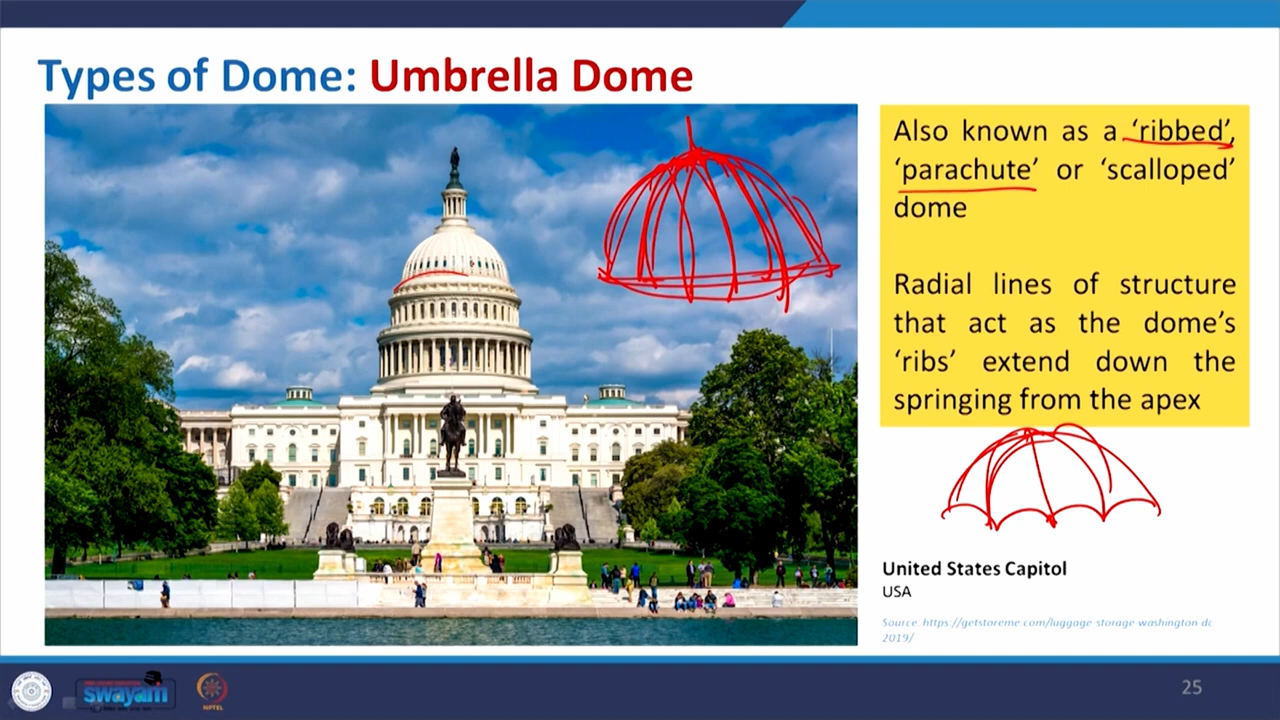 Types of Dome: Umbrella Dome
Also known as a ‘ribbed’,
‘parachute’ or ‘scalloped’
dome
Radial lines of structure
that act as the dome’s
‘ribs’ extend down the
springing from the apex
United States Capitol
USA
Source: https://getstoreme.com/luggage-storage-washington-dc
2019/
swayam
NPTEL
25